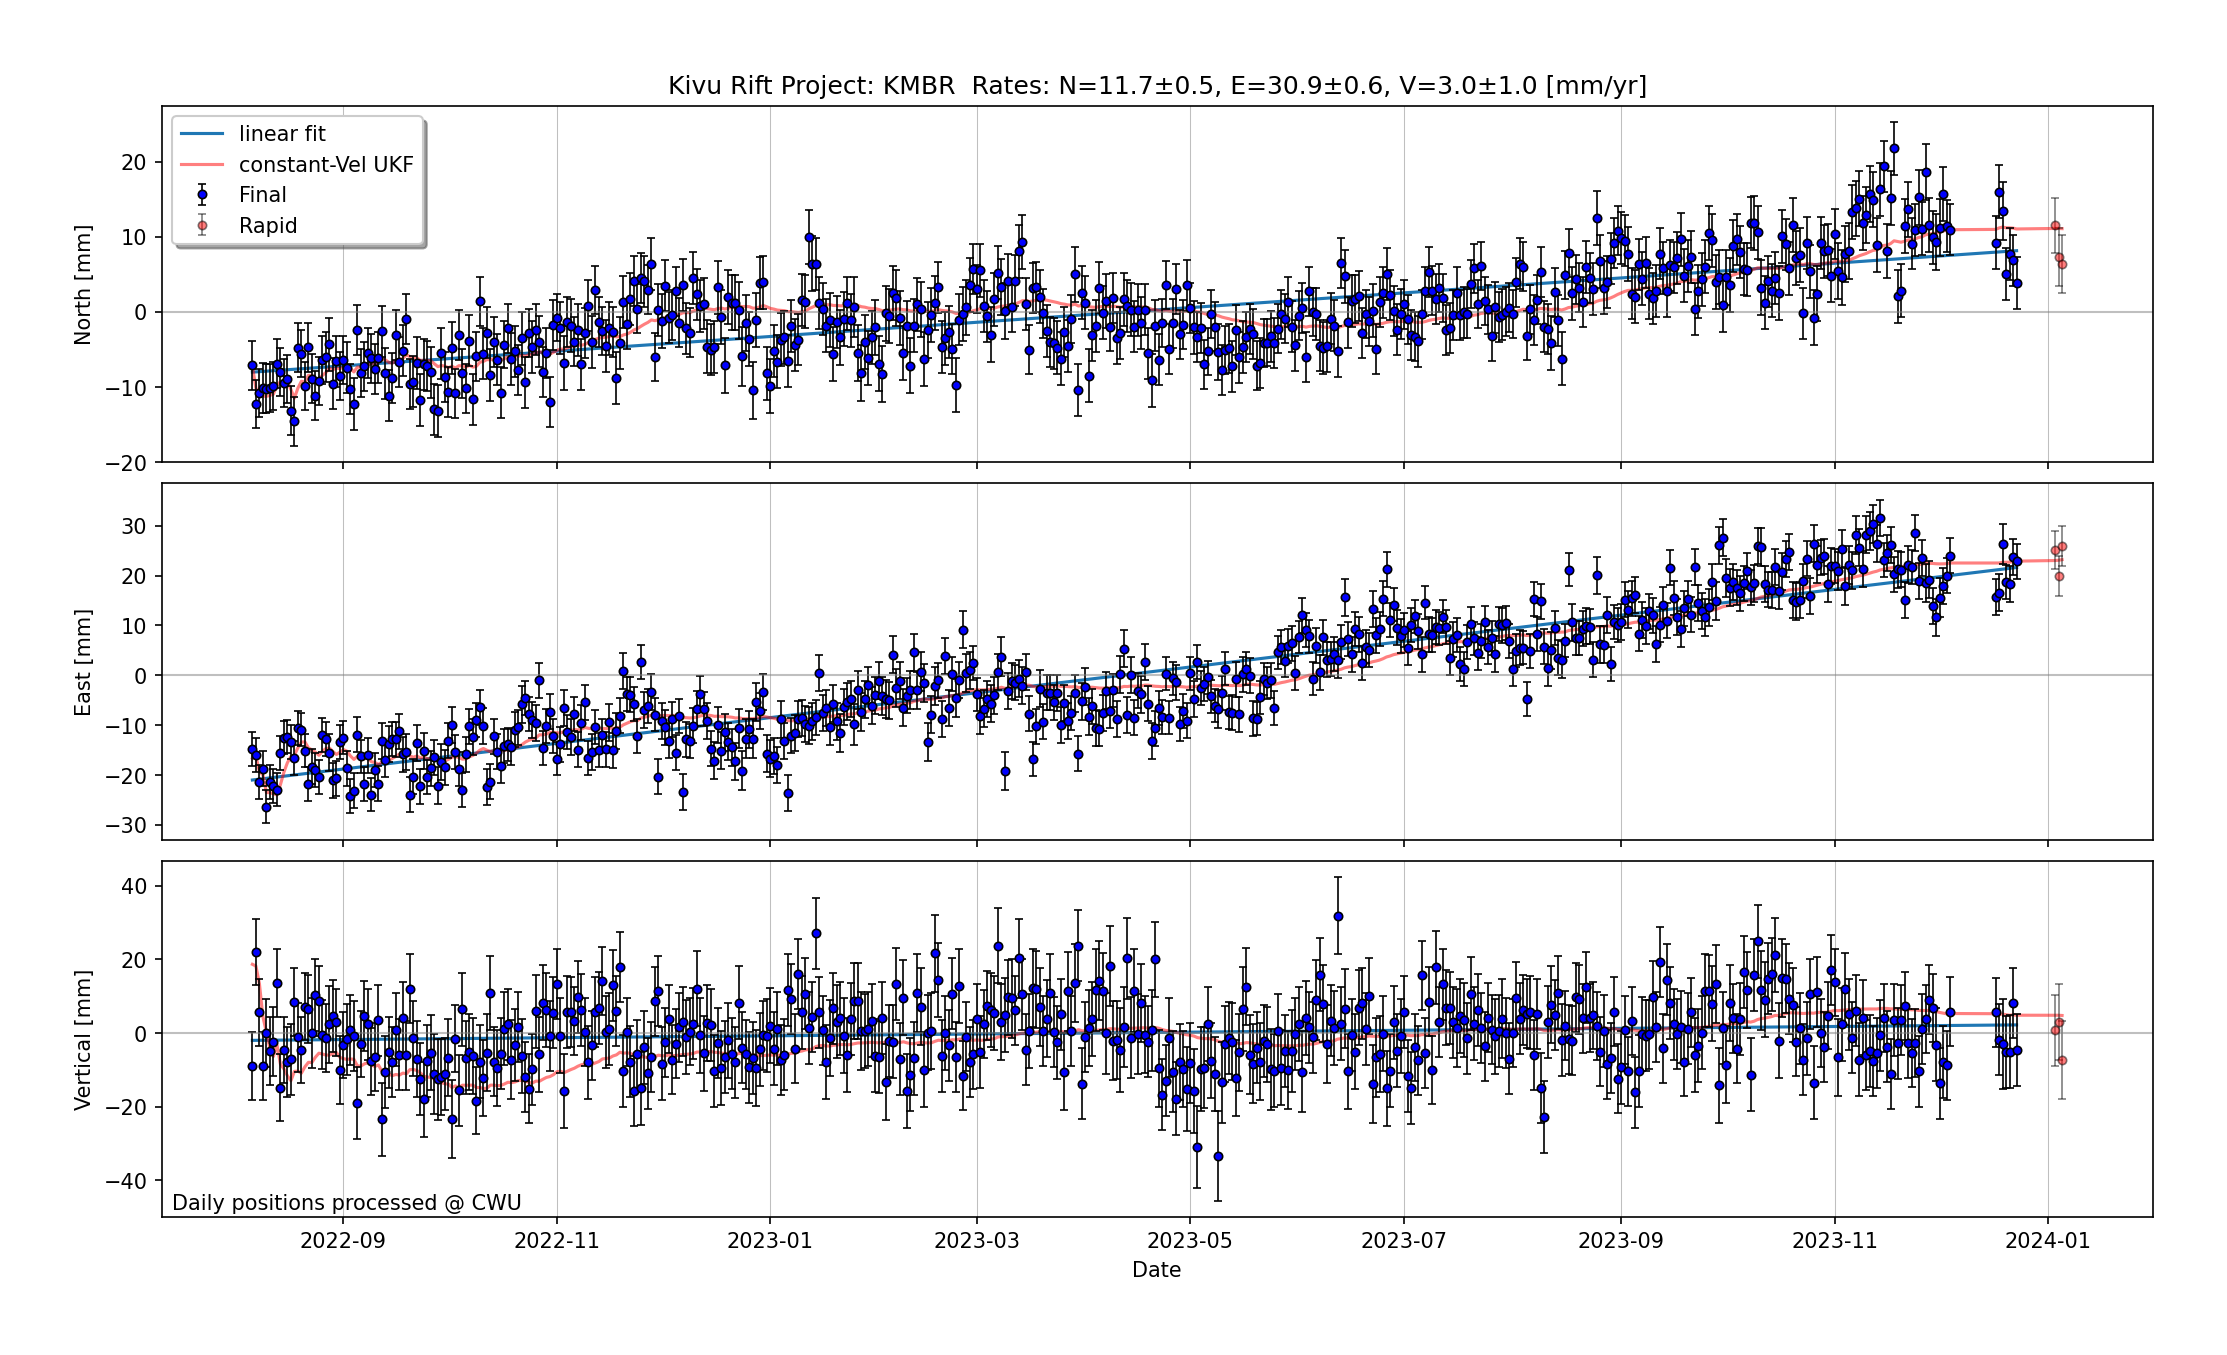 Kivu Rift Project: KMBR  Rates: N=11.7±0.5, E=30.9±0.6, V=3.0±1.0 [mm/yr]
linear fit
constant-Vel UKF
Final
Rapid
North [mm]
20
10
0
−10
−20
East [mm]
30
20
10
0
−10
−20
−30
Vertical [mm]
40
20
0
−20
−40
Daily positions processed @ CWU
2022-09 2022-11 2023-01 2023-03 2023-05 2023-07 2023-09 2023-11 2024-01
Date